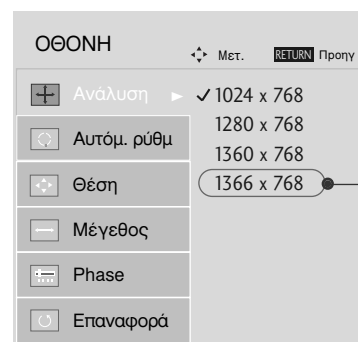 ΟΘΟΝΗ
Μετ. RETURN Προηγ
Ανάλυση ► ✓ 1024 x 768
1280 x 768
Αυτόμ. ρύθμ
1360 x 768
Θέση
1366 x 768
Μέγεθος
Phase
Επαναφορά